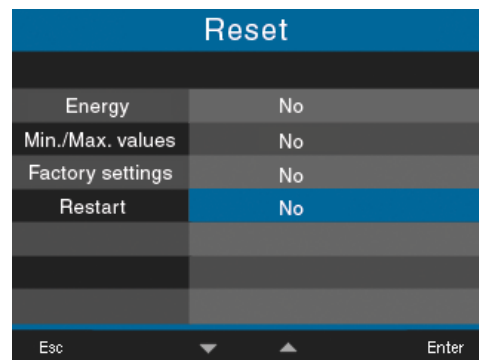 Reset
Energy No
Min./Max. values No
Factory settings No
Restart No
Esc Enter